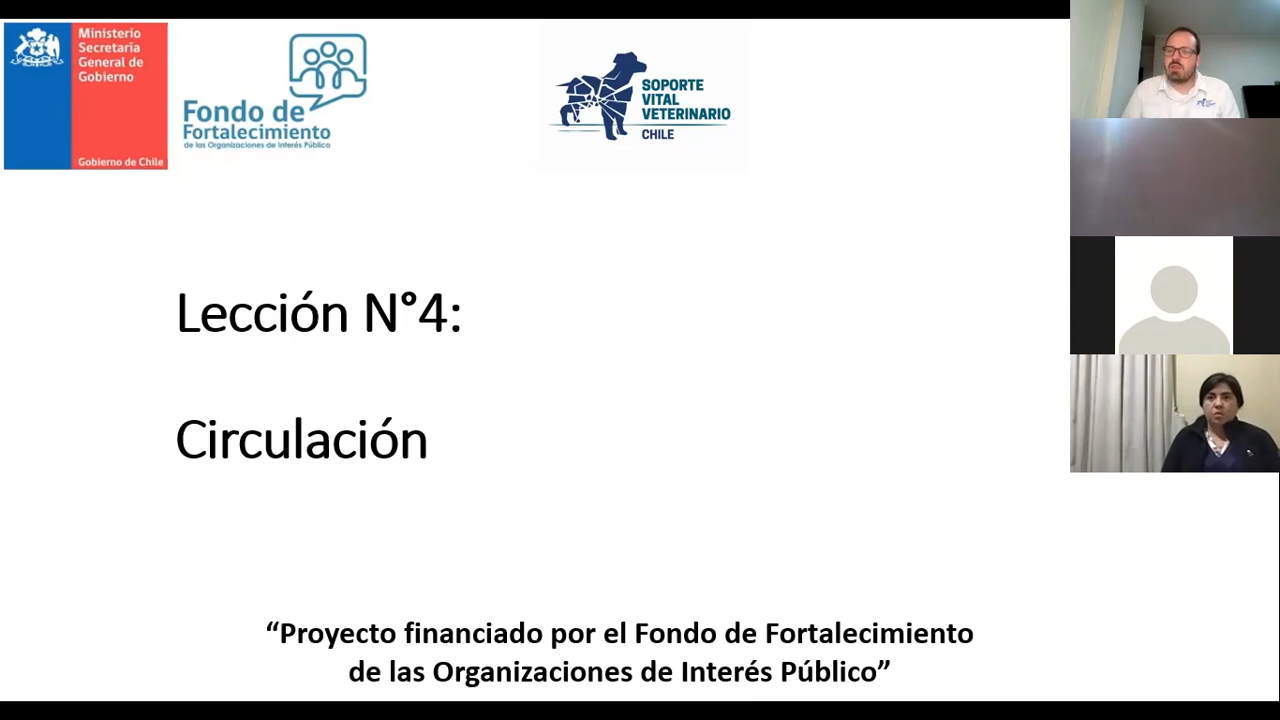 Ministerio
Secretaría
General de
Gobierno
Gobierno de Chile
Fondo de
Fortalecimiento
de las Organizaciones de Interés Público
SOPORTE
VITAL
VETERINARIO
CHILE
Lección N°4:
Circulación
“Proyecto financiado por el Fondo de Fortalecimiento
de las Organizaciones de Interés Público”